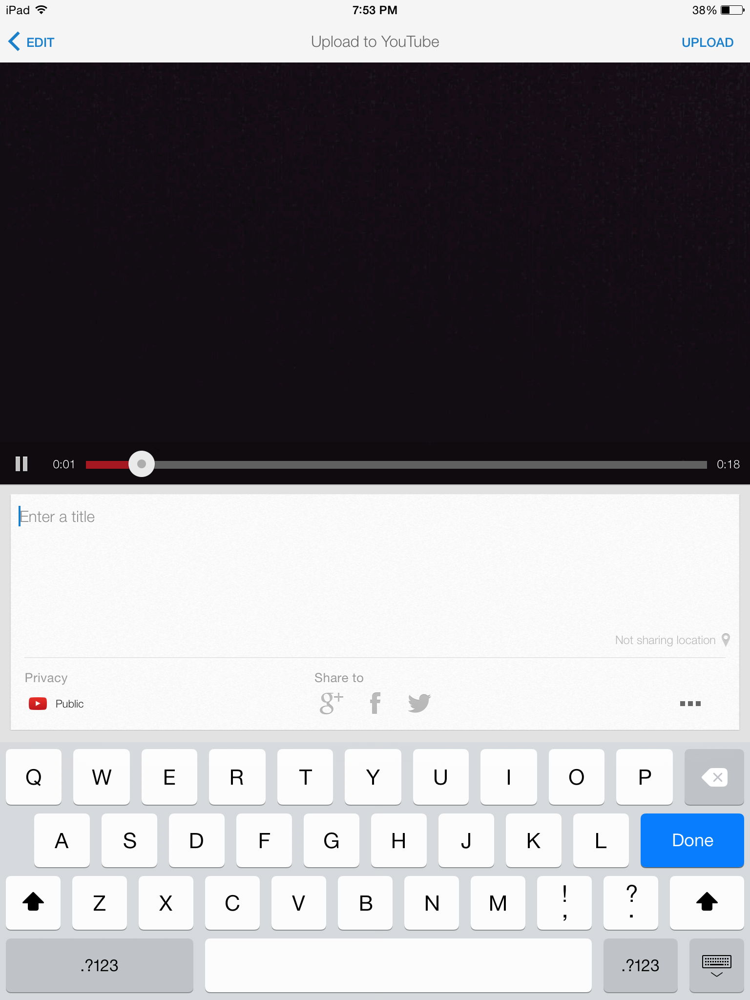 iPad 7:53 PM 38%
EDIT Upload to YouTube UPLOAD
0:01 0:18
Enter a title
Not sharing location
Privacy Share to
Public g+ f
Q W E R T Y U I O P
A S D F G H J K L Done
Z X C V B N M ! , ? .
.?123 .?123